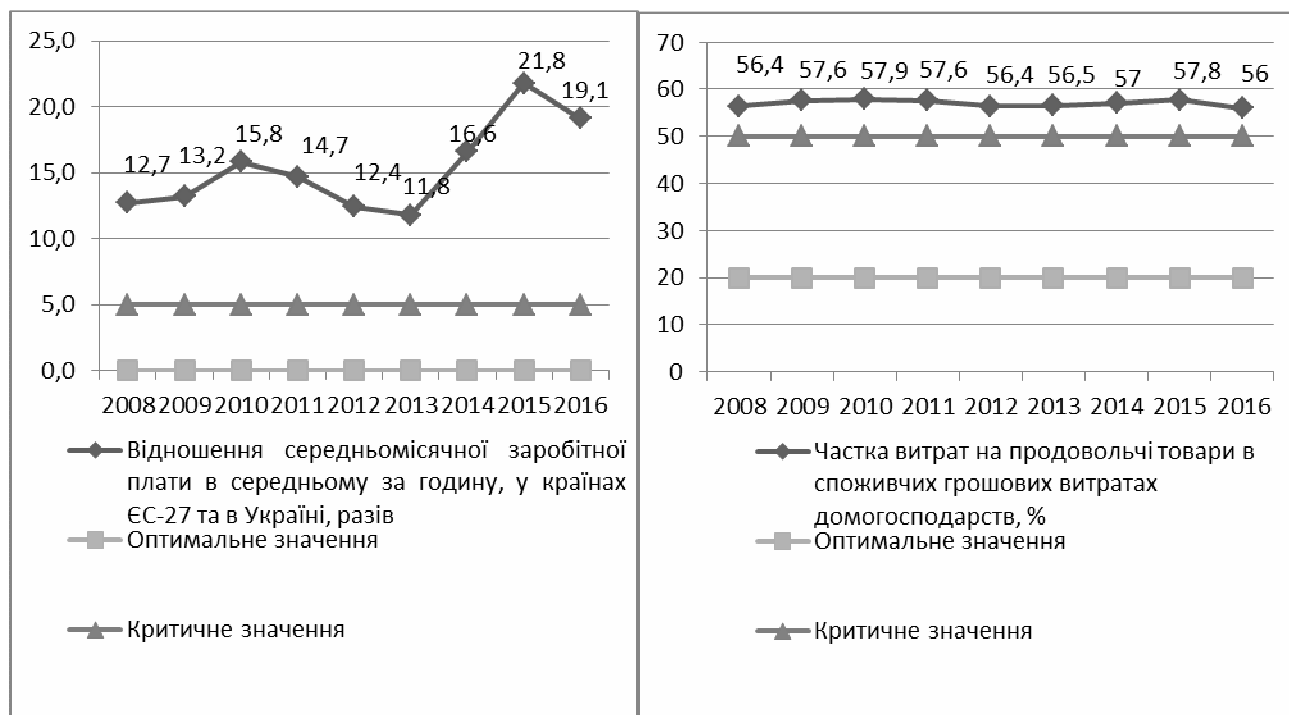 25,0
20,0
15,0
10,0
5,0
0,0
12,7
13,2
15,8
14,7
12,4
11,8
16,6
21,8
19,1
2008 2009 2010 2011 2012 2013 2014 2015 2016
Відношення середньомісячної заробітної
плати в середньому за годину, у країнах
ЄС-27 та в Україні, разів
Оптимальне значення
Критичне значення
70
60
50
40
30
20
10
0
56,4 57,6 57,9 57,6 56,4 56,5 57 57,8 56
2008 2009 2010 2011 2012 2013 2014 2015 2016
Частка витрат на продовольчі товари в
споживчих грошових витратах
домогосподарств, %
Оптимальне значення
Критичне значення